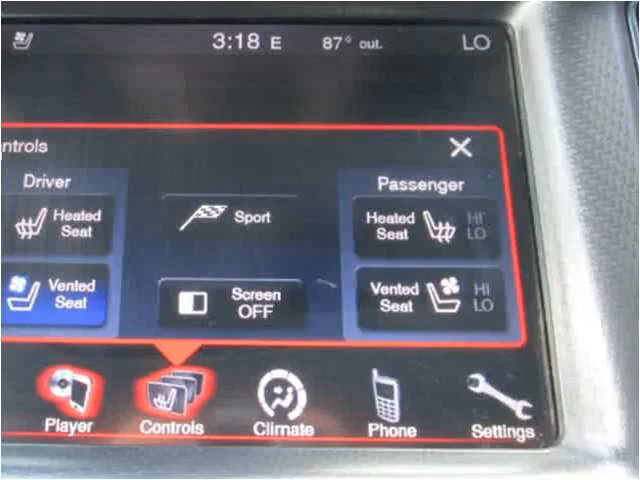 3:18 E 87° out. LO
ntrols
Driver
Passenger
Heated Seat
Sport
Heated Seat HI LO
Vented Seat
Screen OFF
Vented Seat HI LO
Player
Controls
Climate
Phone
Settings